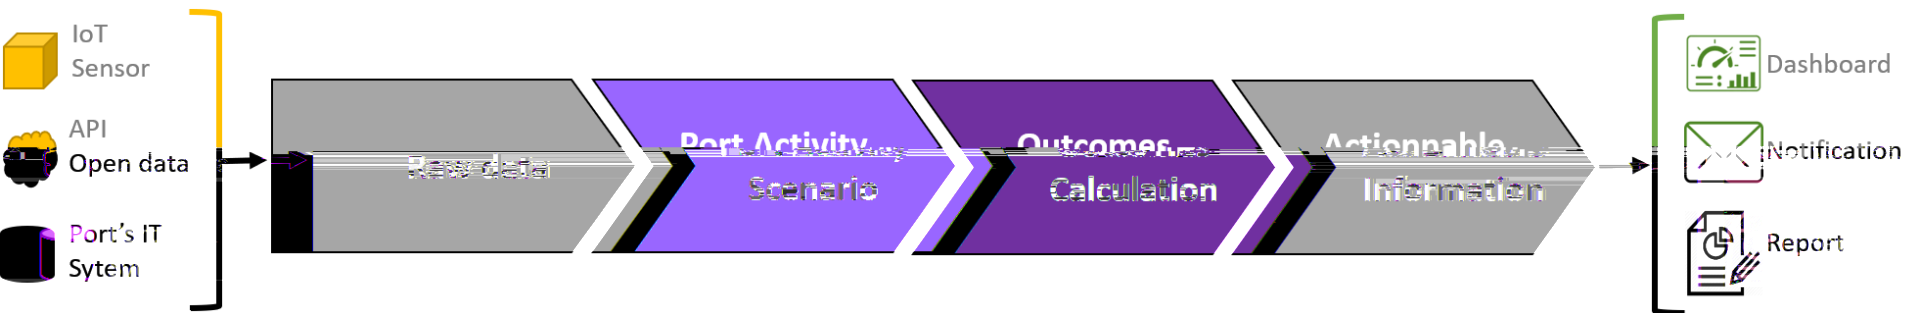 IoT
Sensor
API
Open data
Port's IT
Sytem
Raw data
Port Activity
Scenario
Outcomes
Calculation
Actionnable
Information
Dashboard
Notification
Report